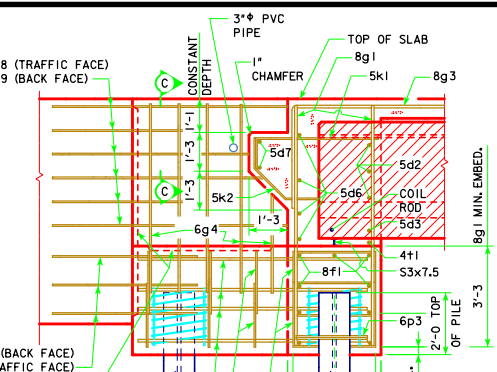 3"ϕ PVC
PIPE
TOP OF SLAB
8 (TRAFFIC FACE)
9 (BACK FACE)
CONSTANT
DEPTH
1"
CHAMFER
8g1
5k1
8g3
C
1'-1
1'-3
1'-3
C
5d7
5d2
5k2
5d6
COIL
ROD
1'-3
5d3
6g4
8g1 MIN. EMBED.
4f1
8f1
S3x7.5
3'-3
2'-0 TOP
OF PILE
6p3
(BACK FACE)
AFFIC FACE)